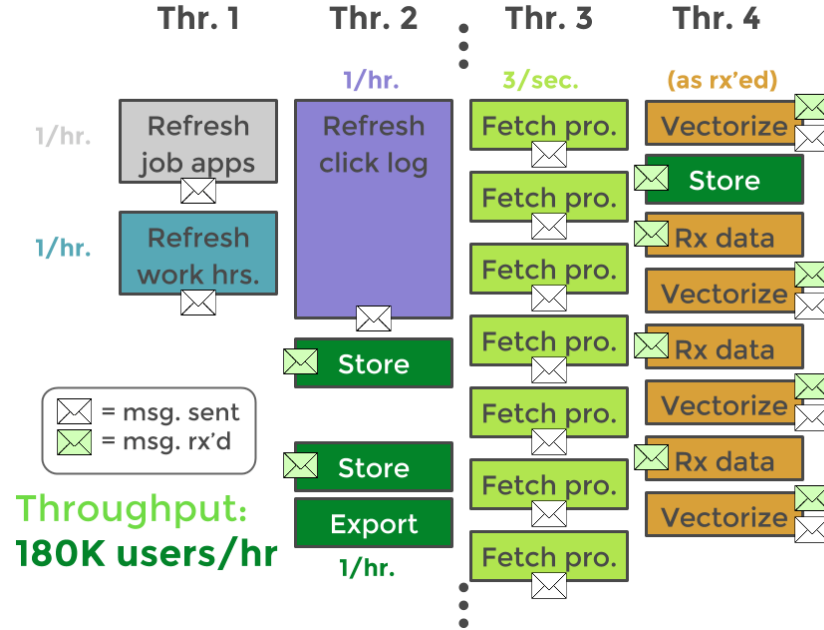 Thr. 1
Thr. 2
Thr. 3
Thr. 4
1/hr.
3/sec.
(as rx'ed)
1/hr.
Refresh
job apps
1/hr.
Refresh
work hrs.
Refresh
click log
Store
Store
Export
1/hr.
Fetch pro.
Fetch pro.
Fetch pro.
Fetch pro.
Fetch pro.
Fetch pro.
Fetch pro.
Vectorize
Store
Rx data
Vectorize
Rx data
Vectorize
Rx data
Vectorize
= msg. sent
= msg. rx'd
Throughput:
180K users/hr